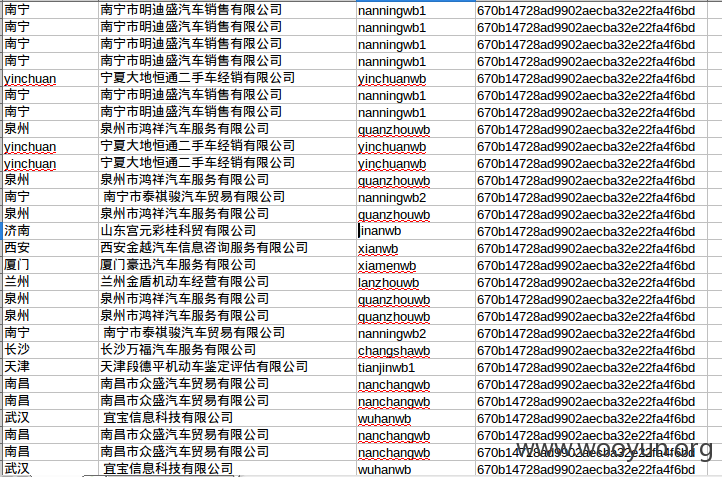 南宁 南宁市明迪盛汽车销售有限公司 nanningwb1 670b14728ad9902aecba32e22fa4f6bd
南宁 南宁市明迪盛汽车销售有限公司 nanningwb1 670b14728ad9902aecba32e22fa4f6bd
南宁 南宁市明迪盛汽车销售有限公司 nanningwb1 670b14728ad9902aecba32e22fa4f6bd
南宁 南宁市明迪盛汽车销售有限公司 nanningwb1 670b14728ad9902aecba32e22fa4f6bd
yinchuan 宁夏大地恒通二手车经销有限公司 yinchuanwb 670b14728ad9902aecba32e22fa4f6bd
南宁 南宁市明迪盛汽车销售有限公司 nanningwb1 670b14728ad9902aecba32e22fa4f6bd
南宁 南宁市明迪盛汽车销售有限公司 nanningwb1 670b14728ad9902aecba32e22fa4f6bd
泉州 泉州市鸿祥汽车服务有限公司 quanzhouwb 670b14728ad9902aecba32e22fa4f6bd
yinchuan 宁夏大地恒通二手车经销有限公司 yinchuanwb 670b14728ad9902aecba32e22fa4f6bd
yinchuan 宁夏大地恒通二手车经销有限公司 yinchuanwb 670b14728ad9902aecba32e22fa4f6bd
泉州 泉州市鸿祥汽车服务有限公司 quanzhouwb 670b14728ad9902aecba32e22fa4f6bd
南宁 南宁市泰祺骏汽车贸易有限公司 nanningwb2 670b14728ad9902aecba32e22fa4f6bd
泉州 泉州市鸿祥汽车服务有限公司 quanzhouwb 670b14728ad9902aecba32e22fa4f6bd
济南 山东宫元彩桂科贸有限公司 jinanwb 670b14728ad9902aecba32e22fa4f6bd
西安 西安金越汽车信息咨询服务有限公司 xianwb 670b14728ad9902aecba32e22fa4f6bd
厦门 厦门豪迅汽车服务有限公司 xiamenwb 670b14728ad9902aecba32e22fa4f6bd
兰州 兰州金盾机动车经营有限公司 lanzhouwb 670b14728ad9902aecba32e22fa4f6bd
泉州 泉州市鸿祥汽车服务有限公司 quanzhouwb 670b14728ad9902aecba32e22fa4f6bd
泉州 泉州市鸿祥汽车服务有限公司 quanzhouwb 670b14728ad9902aecba32e22fa4f6bd
南宁 南宁市泰祺骏汽车贸易有限公司 nanningwb2 670b14728ad9902aecba32e22fa4f6bd
长沙 长沙万福汽车服务有限公司 changshawb 670b14728ad9902aecba32e22fa4f6bd
天津 天津段德平机动车鉴定评估有限公司 tianjinwb1 670b14728ad9902aecba32e22fa4f6bd
南昌 南昌市众盛汽车贸易有限公司 nanchangwb 670b14728ad9902aecba32e22fa4f6bd
南昌 南昌市众盛汽车贸易有限公司 nanchangwb 670b14728ad9902aecba32e22fa4f6bd
武汉 宜宝信息科技有限公司 wuhanwb 670b14728ad9902aecba32e22fa4f6bd
南昌 南昌市众盛汽车贸易有限公司 nanchangwb 670b14728ad9902aecba32e22fa4f6bd
南昌 南昌市众盛汽车贸易有限公司 nanchangwb 670b14728ad9902aecba32e22fa4f6bd
武汉 宜宝信息科技有限公司 wuhanwb 670b14728ad9902aecba32e22fa4f6bd
www.wooyun.org